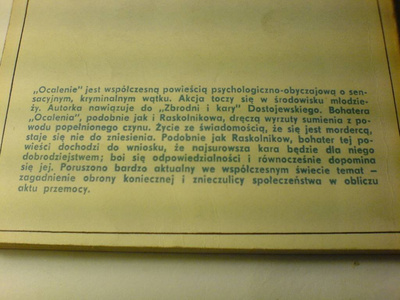 „Ocalenie” jest współczesną powieścią psychologiczno-obyczajową o sen-
sacyjnym, kryminalnym wątku. Akcja toczy się w środowisku młodzie-
ży. Autorka nawiązuje do „Zbrodni i kary” Dostojewskiego. Bohatera
„Ocalenia”, podobnie jak i Raskolnikowa, dręczą wyrzuty sumienia z po-
wodu popełnionego czynu. Życie ze świadomością, że się jest mordercą,
staje się nie do zniesienia. Podobnie jak Raskolnikow, bohater tej po-
wieści dochodzi do wniosku, że najsurowsza kara będzie dla niego
dobrodziejstwem; boi się odpowiedzialności i równocześnie dopomina
się jej. Poruszono bardzo aktualny we współczesnym świecie temat —
zagadnienie obrony koniecznej i znieczulicy społeczeństwa w obliczu
aktu przemocy.